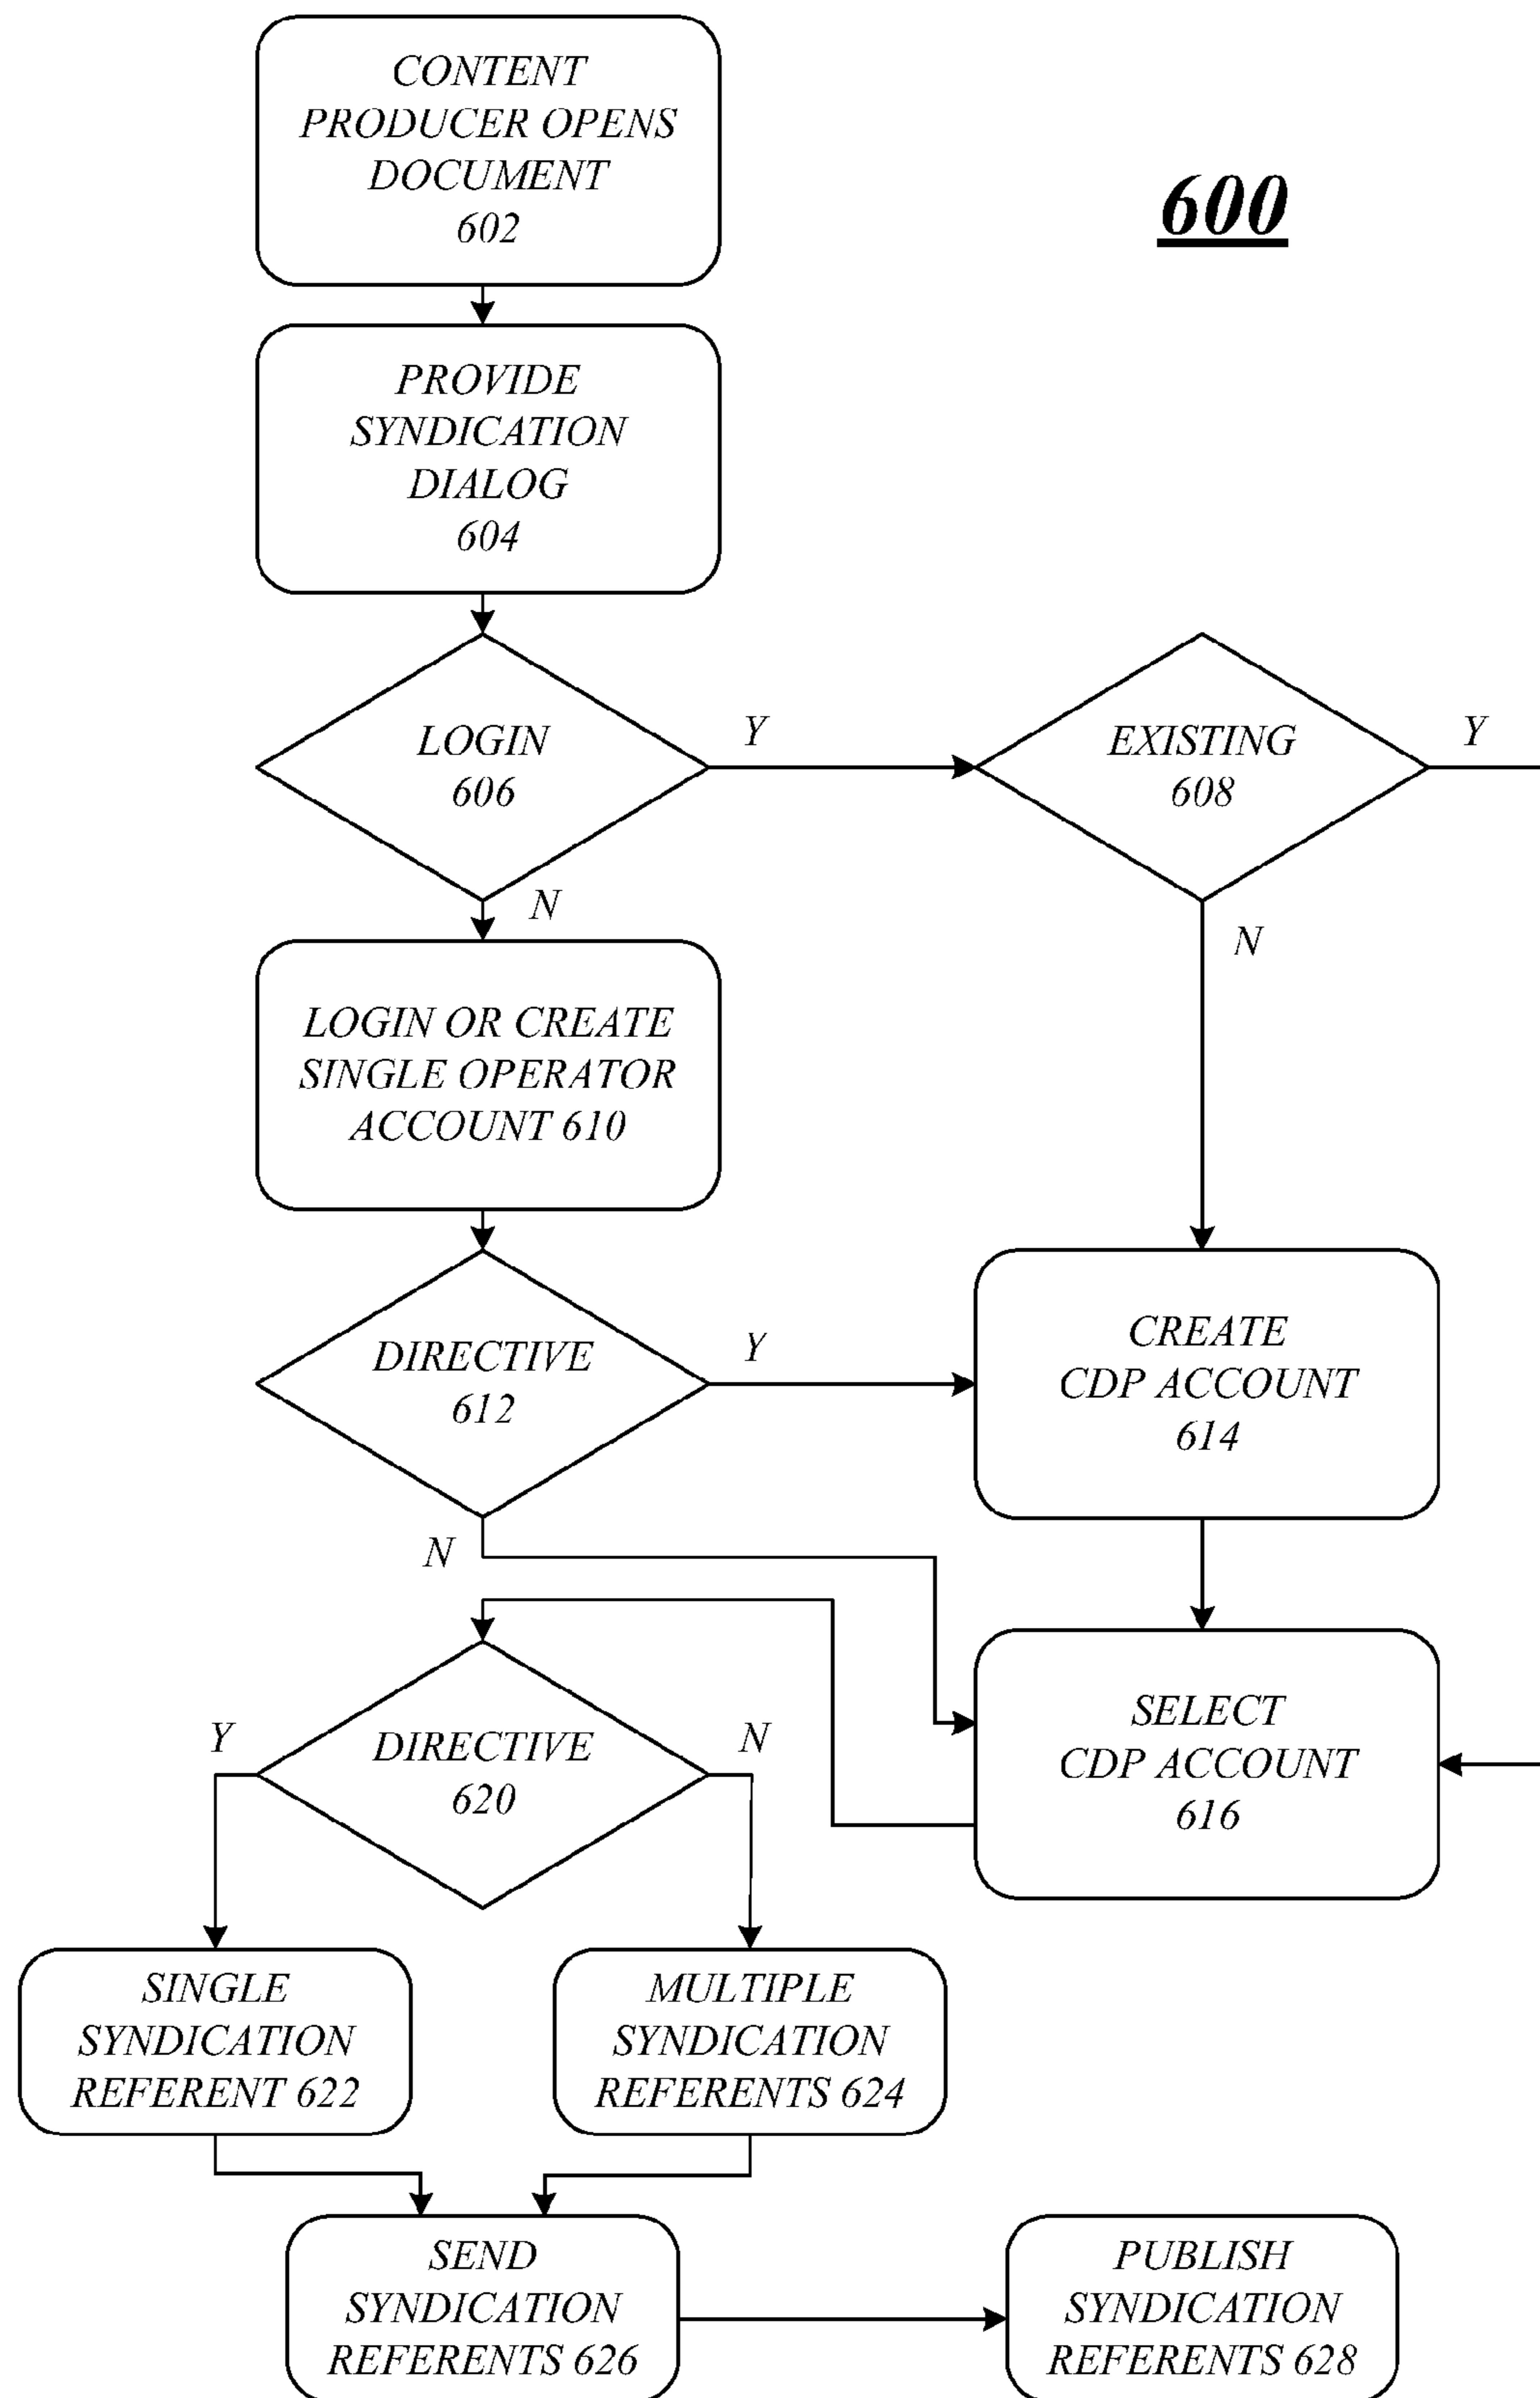 CONTENT
PRODUCER OPENS
DOCUMENT
602
600
PROVIDE
SYNDICATION
DIALOG
604
LOGIN
606
Y
EXISTING
608
Y
N
N
LOGIN OR CREATE
SINGLE OPERATOR
ACCOUNT 610
DIRECTIVE
612
Y
CREATE
CDP ACCOUNT
614
N
SELECT
CDP ACCOUNT
616
Y
DIRECTIVE
620
N
SINGLE
SYNDICATION
REFERENT 622
MULTIPLE
SYNDICATION
REFERENTS 624
SEND
SYNDICATION
REFERENTS 626
PUBLISH
SYNDICATION
REFERENTS 628